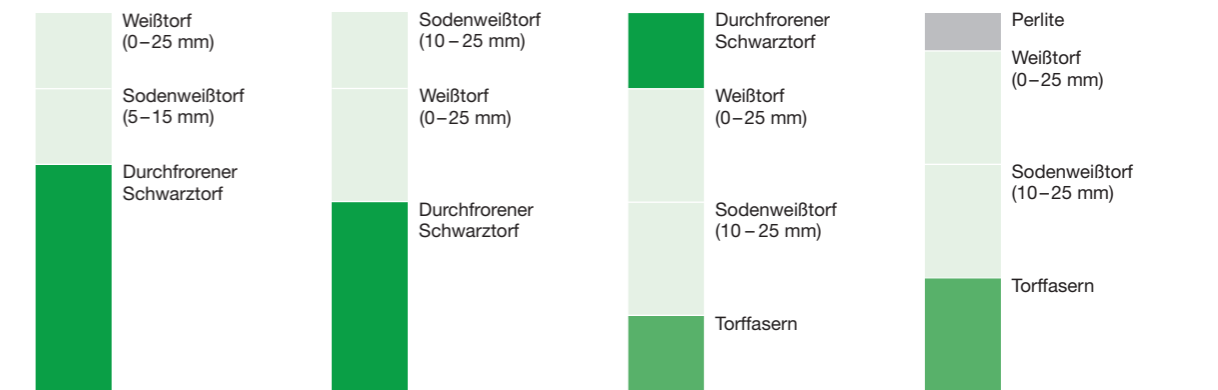 Weißtorf
(0–25 mm)
Sodenweißtorf
(5–15 mm)
Durchfrorener
Schwarztorf
Sodenweißtorf
(10–25 mm)
Weißtorf
(0–25 mm)
Durchfrorener
Schwarztorf
Durchfrorener
Schwarztorf
Weißtorf
(0–25 mm)
Sodenweißtorf
(10–25 mm)
Torffasern
Perlite
Weißtorf
(0–25 mm)
Sodenweißtorf
(10–25 mm)
Torffasern